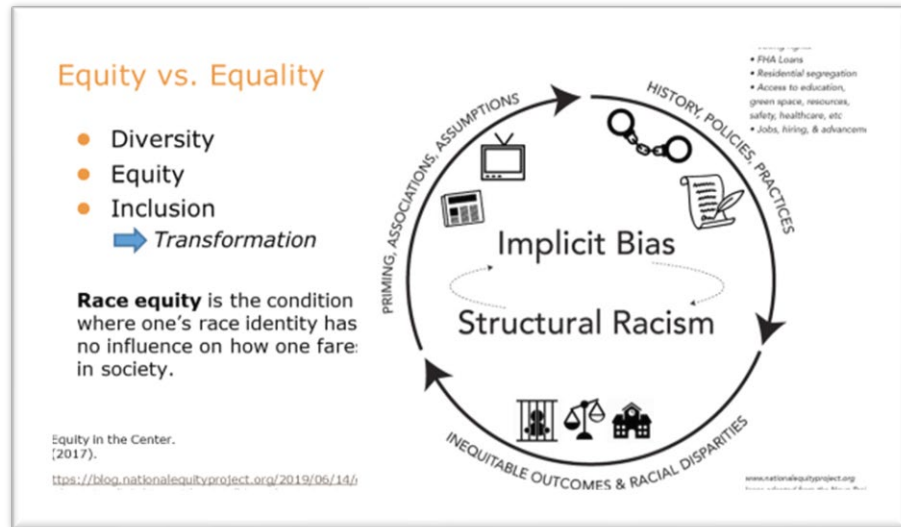 Equity vs. Equality
• Diversity
• Equity
• Inclusion
Transformation
Race equity is the condition
where one's race identity has
no influence on how one fares
in society.
Equity in the Center.
(2017).
https://blog.nationalequityproject.org/2019/06/14/
PRIMING, ASSOCIATIONS, ASSUMPTIONS
HISTORY, POLICIES, PRACTICES
Implicit Bias
Structural Racism
INEQUITABLE OUTCOMES & RACIAL DISPARITIES
• FHA Loans
• Residential segregation
• Access to education,
green space, resources,
safety, healthcare, etc
• Jobs, hiring, & advancem
www.nationalequityproject.org